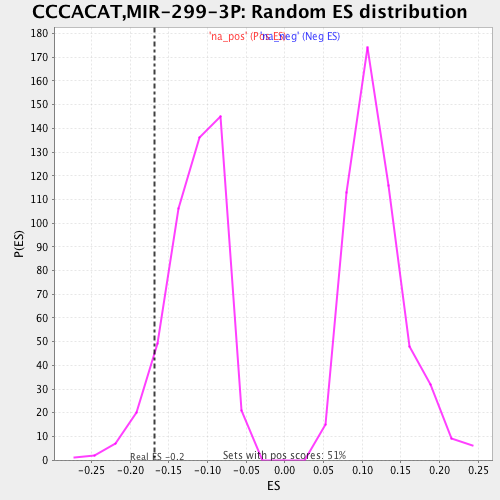 CCCACAT,MIR-299-3P: Random ES distribution
'na_pos' (Pos ES) 'na_neg' (Neg ES)
180
170
160
150
140
130
120
110
100
90
80
70
60
50
40
30
20
10
0
P(ES)
Real ES -0.2
Sets with pos scores: 51%
-0.25 -0.20 -0.15 -0.10 -0.05 0.00 0.05 0.10 0.15 0.20 0.25
ES